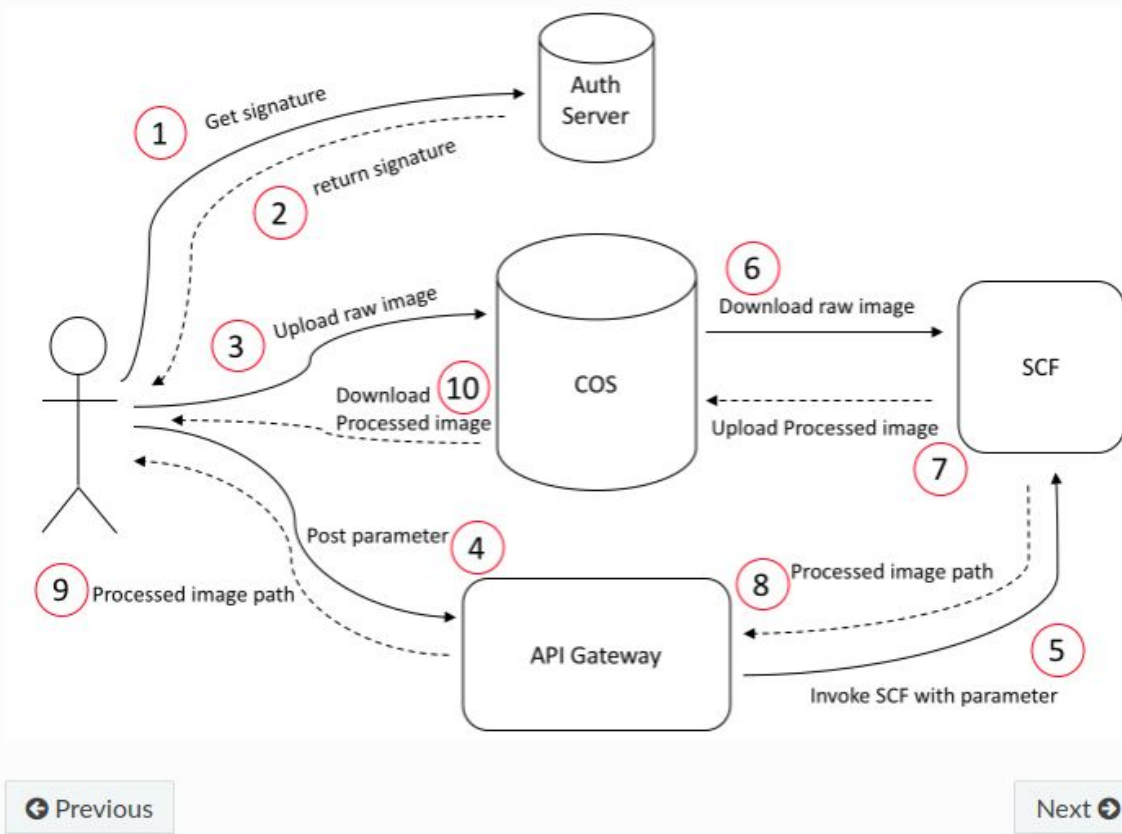 Auth
Server
1
Get signature
2
return signature
3
Upload raw image
6
Download raw image
COS
SCF
Download
10
Processed image
Upload Processed image
7
Post parameter
4
9
Processed image path
8
Processed image path
API Gateway
5
Invoke SCF with parameter
Previous
Next